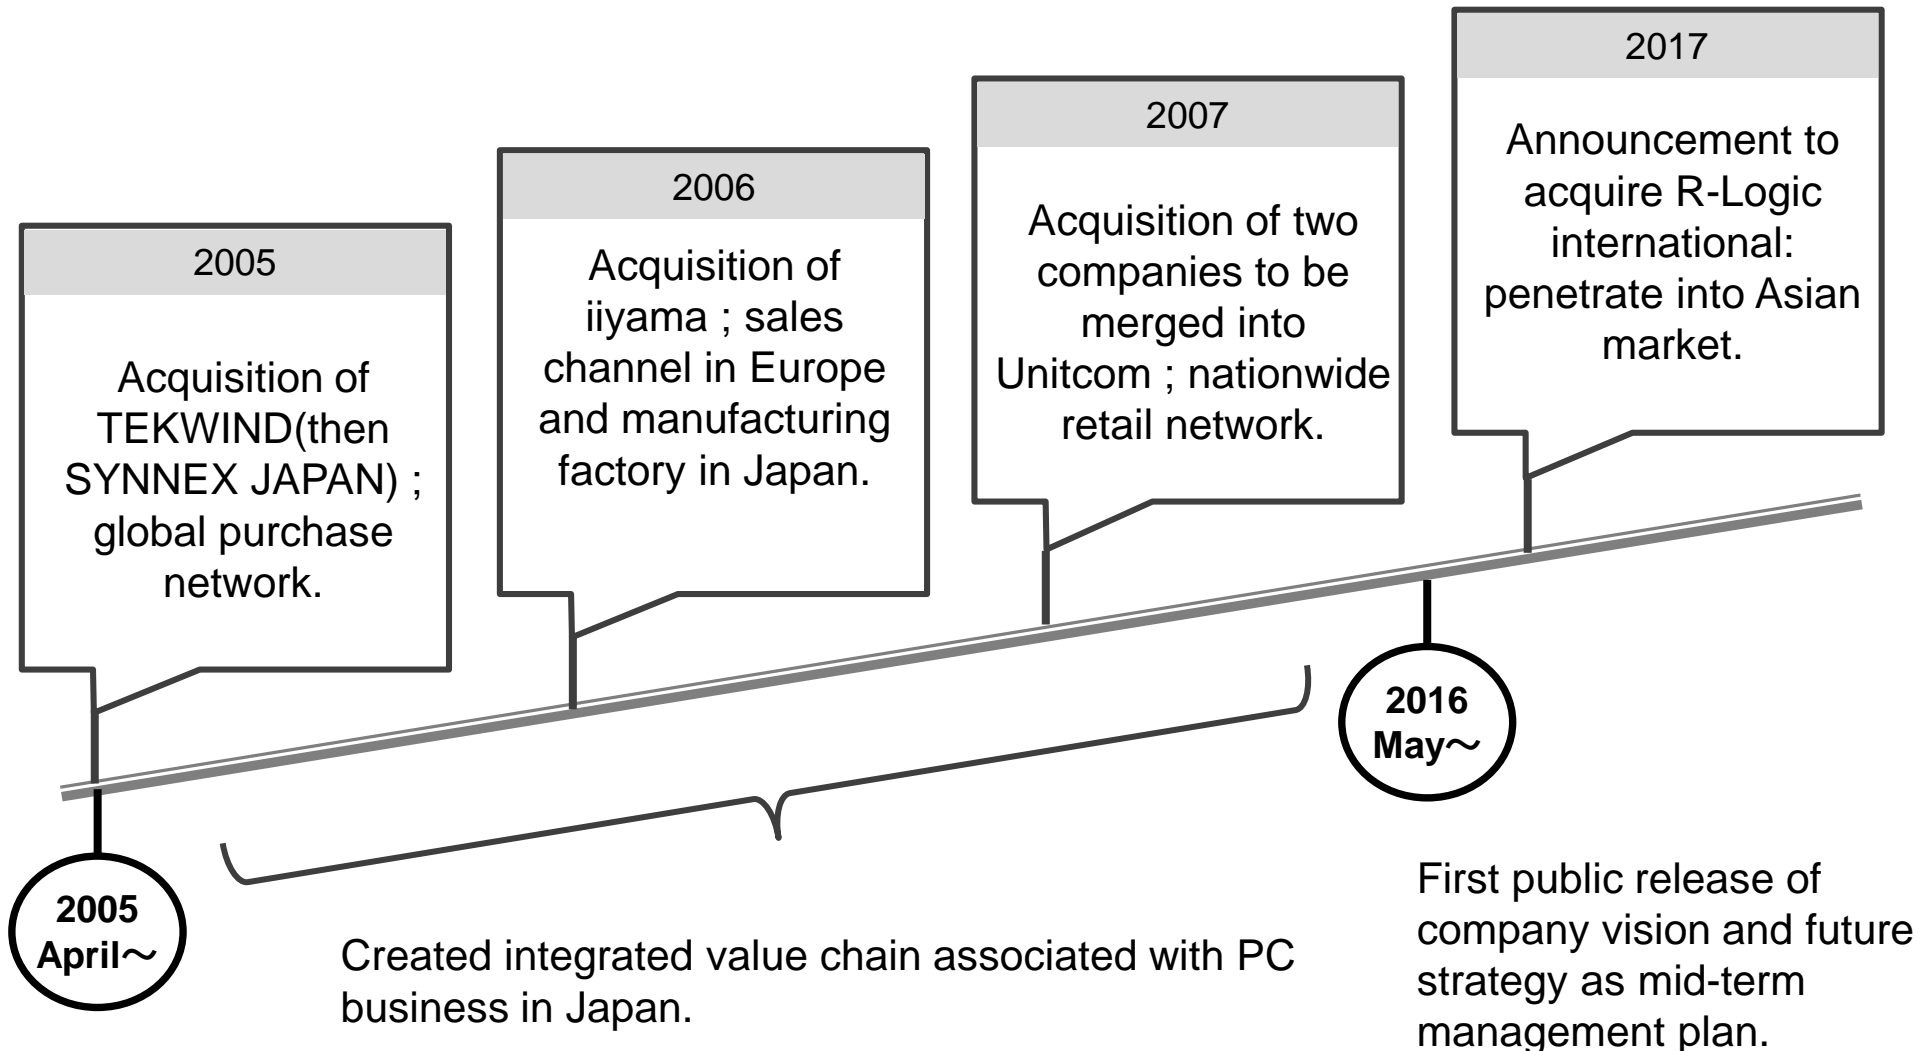 2005
Acquisition of
TEKWIND(then
SYNNEX JAPAN) ;
global purchase
network.
2006
Acquisition of
iiyama ; sales
channel in Europe
and manufacturing
factory in Japan.
2007
Acquisition of two
companies to be
merged into
Unitcom ; nationwide
retail network.
2017
Announcement to
acquire R-Logic
international:
penetrate into Asian
market.
2005
April～
Created integrated value chain associated with PC
business in Japan.
2016
May～
First public release of
company vision and future
strategy as mid-term
management plan.